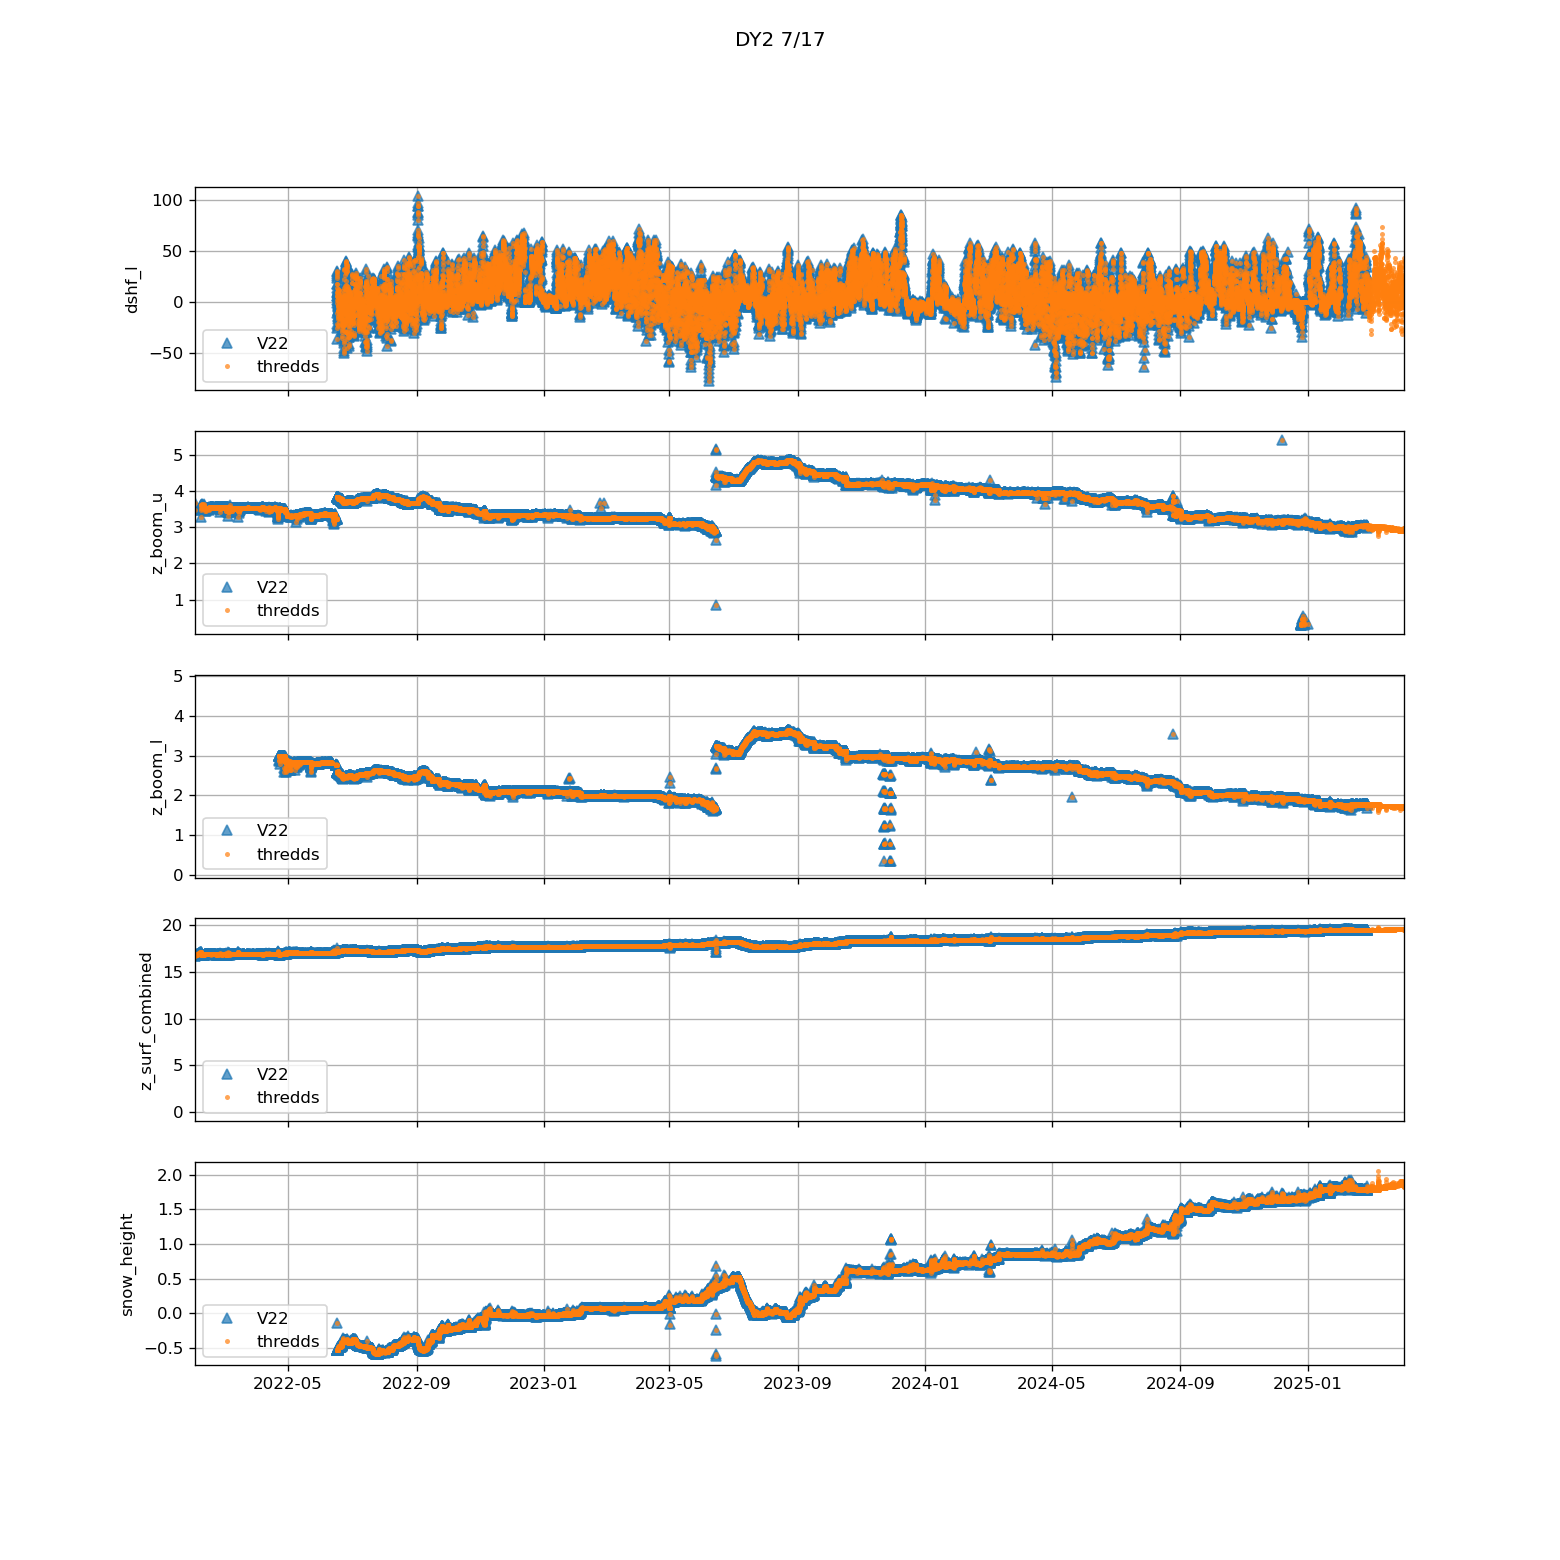 DY2 7/17
dshf_l
100
50
0
−50
V22
thredds
z_boom_u
5
4
3
2
1
V22
thredds
z_boom_l
5
4
3
2
1
0
V22
thredds
z_surf_combined
20
15
10
5
0
V22
thredds
snow_height
2.0
1.5
1.0
0.5
0.0
−0.5
V22
thredds
2022-05 2022-09 2023-01 2023-05 2023-09 2024-01 2024-05 2024-09 2025-01